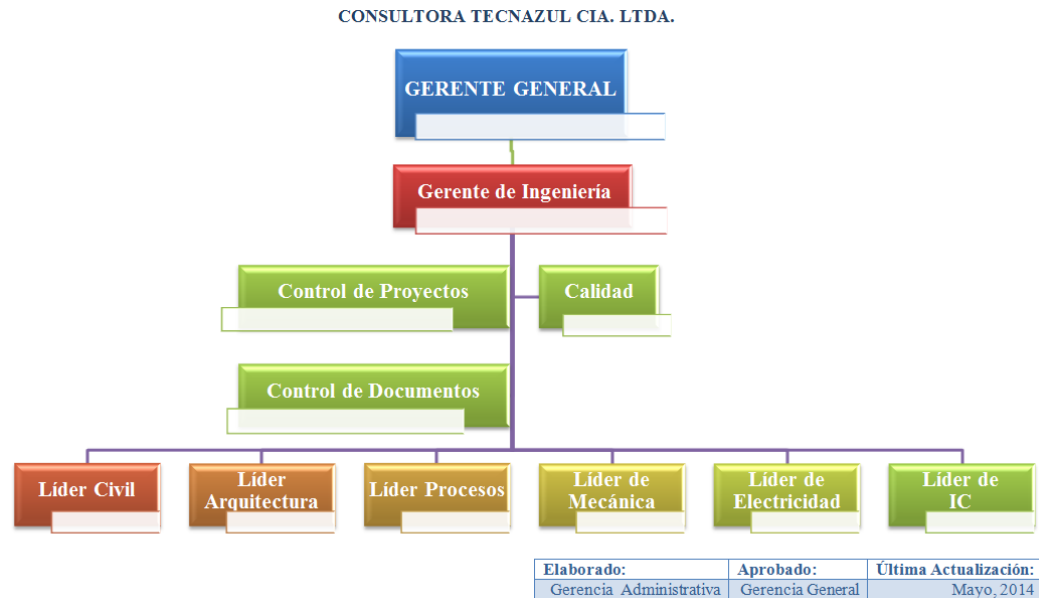 CONSULTORA TECNAZUL CIA. LTDA.
GERENTE GENERAL
Gerente de Ingeniería
Control de Proyectos
Calidad
Control de Documentos
Líder Civil
Líder
Arquitectura
Líder Procesos
Líder de
Mecánica
Líder de
Electricidad
Líder de
IC
Elaborado: Aprobado: Última Actualización:
Gerencia Administrativa Gerencia General Mayo, 2014